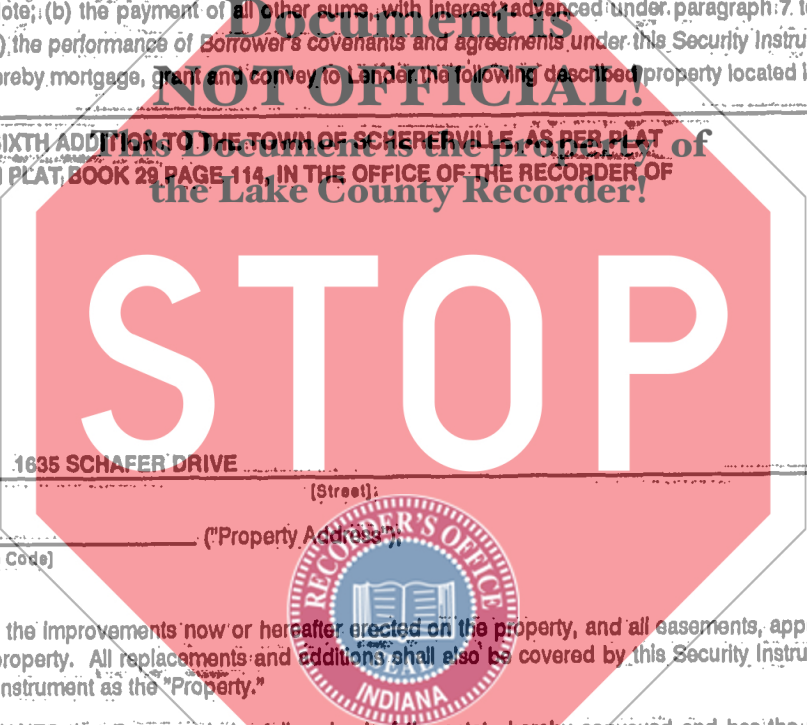 ote; (b) the payment of all other sums, with interest, advanced under paragraph 7 t
Document is
) the performance of Borrower's covenants and agreements under this Security Instru
ereby mortgage, grant and convey to Lender the following described property located i
NOT OFFICIAL!
SIXTH ADDITION TO THE TOWN OF SCHERERVILLE, AS PER PLAT
This Document is the property of
PLAT BOOK 29 PAGE 114, IN THE OFFICE OF THE RECORDER OF
the Lake County Recorder!
STOP
1635 SCHAFER DRIVE
[Street];
("Property Address");
Code]
RECORDER'S OFFICE
the improvements now or hereafter erected on the property, and all easements, app
roperty. All replacements and additions shall also be covered by this Security Instru
nstrument as the "Property."
INDIANA